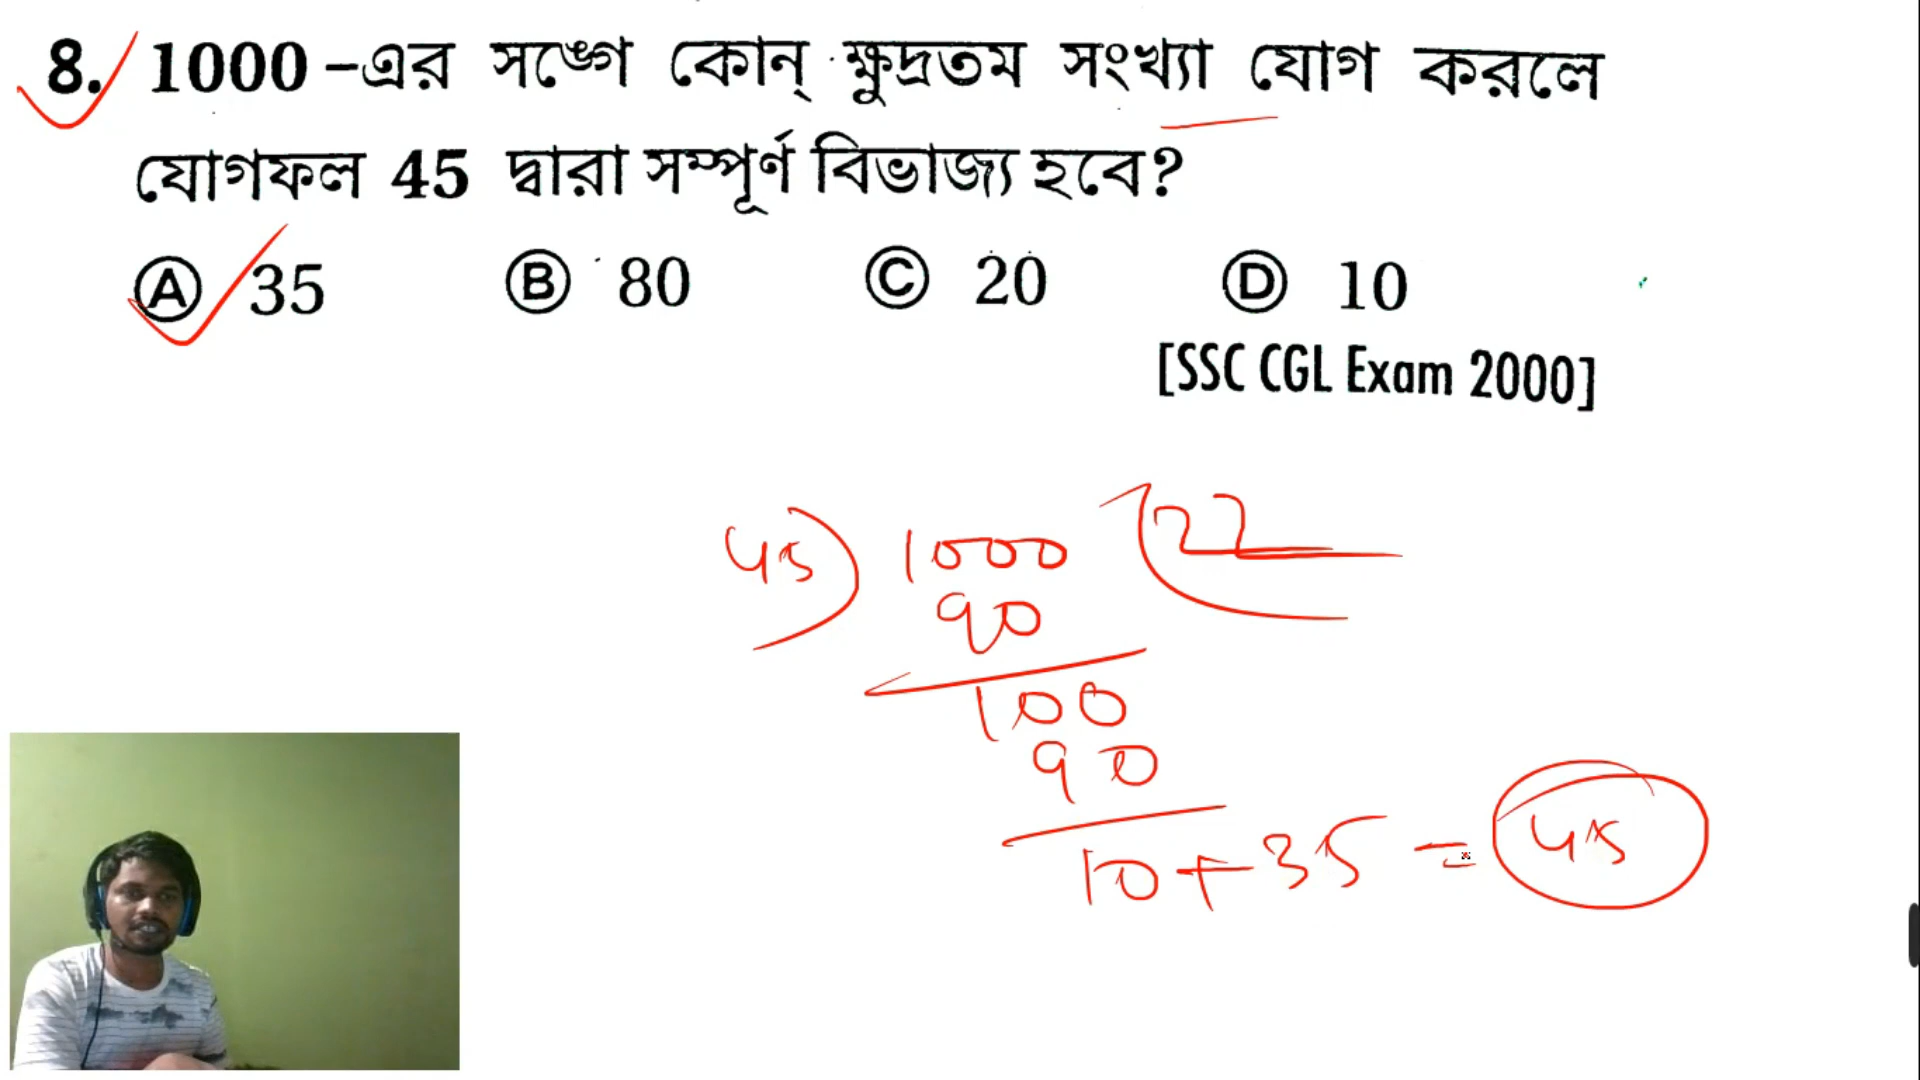 8. 1000 -এর সঙ্গে কোন্ ক্ষুদ্রতম সংখ্যা যোগ করলে
যোগফল 45 দ্বারা সম্পূর্ণ বিভাজ্য হবে?
Ⓐ 35 Ⓑ 80 Ⓒ 20 Ⓓ 10
[SSC CGL Exam 2000]
45) 1000 (22
90
100
90
10 + 35 = 45